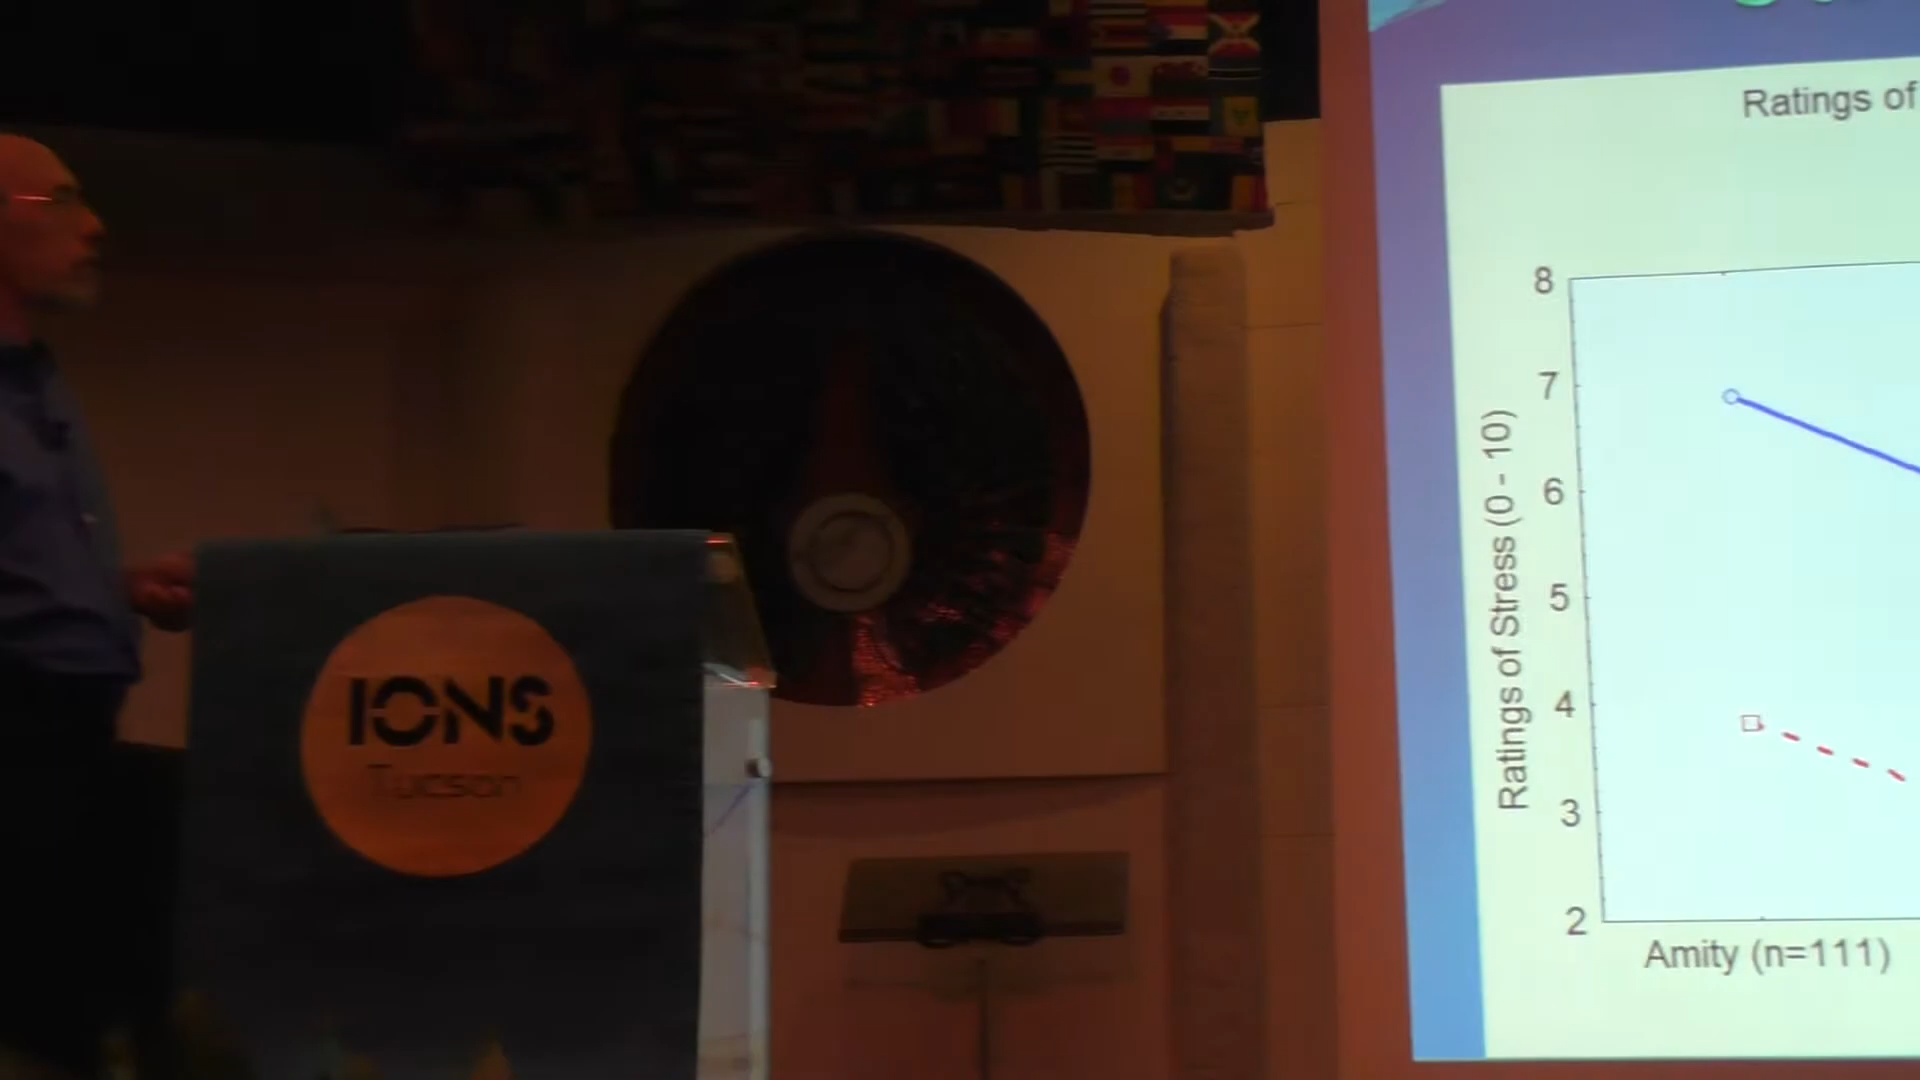 IONS
Tucson
Ratings of
8
7
6
5
4
3
2
Ratings of Stress (0 - 10)
Amity (n=111)